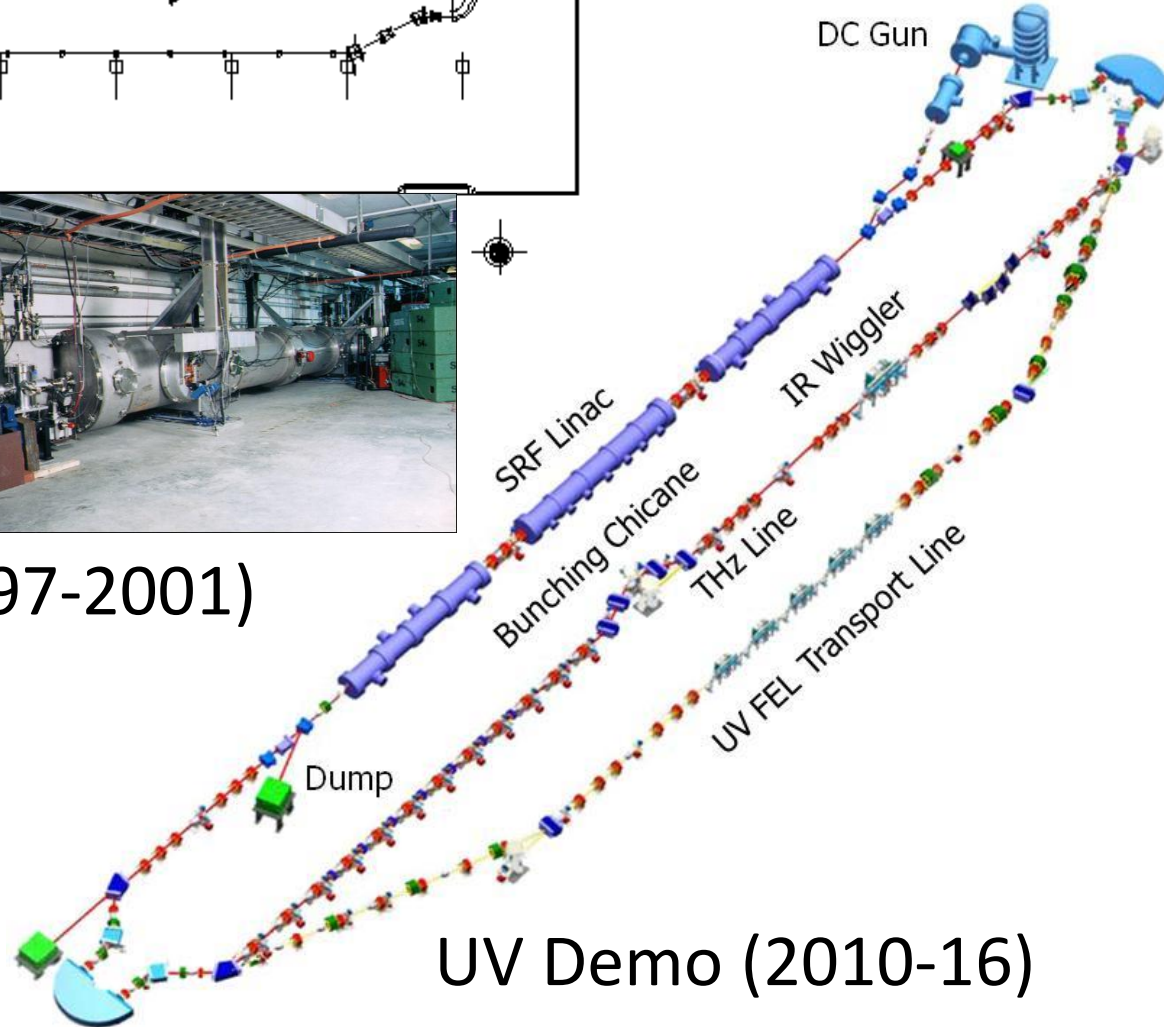 DC Gun
IR Wiggler
SRF Linac
Bunching Chicane
THz Line
97-2001)
UV FEL Transport Line
Dump
UV Demo (2010-16)